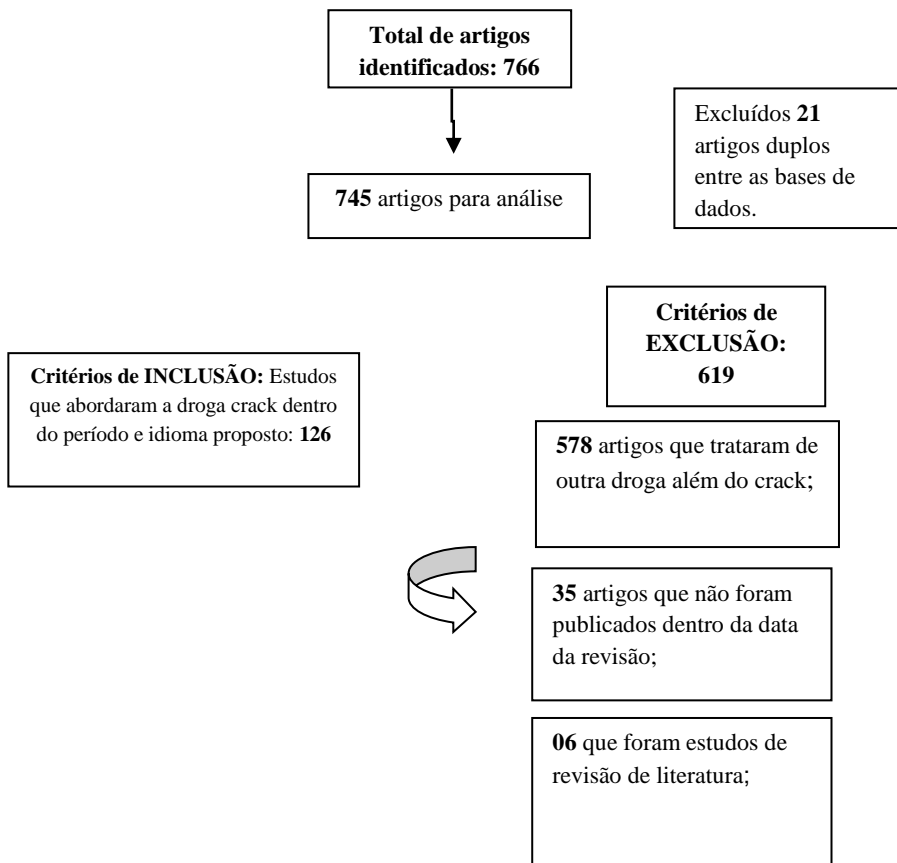 Total de artigos
identificados: 766
Excluídos 21
artigos duplos
entre as bases de
dados.
745 artigos para análise
Critérios de
EXCLUSÃO:
619
Critérios de INCLUSÃO: Estudos
que abordaram a droga crack dentro
do período e idioma proposto: 126
578 artigos que trataram de
outra droga além do crack;
35 artigos que não foram
publicados dentro da data
da revisão;
06 que foram estudos de
revisão de literatura;